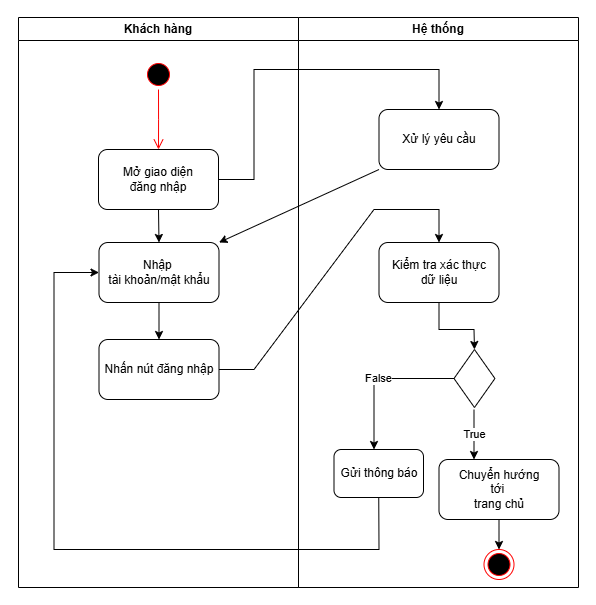 Khách hàng
Hệ thống
Mở giao diện
đăng nhập
Xử lý yêu cầu
Nhập
tài khoản/mật khẩu
Kiểm tra xác thực
dữ liệu
Nhấn nút đăng nhập
False
True
Gửi thông báo
Chuyển hướng
tới
trang chủ